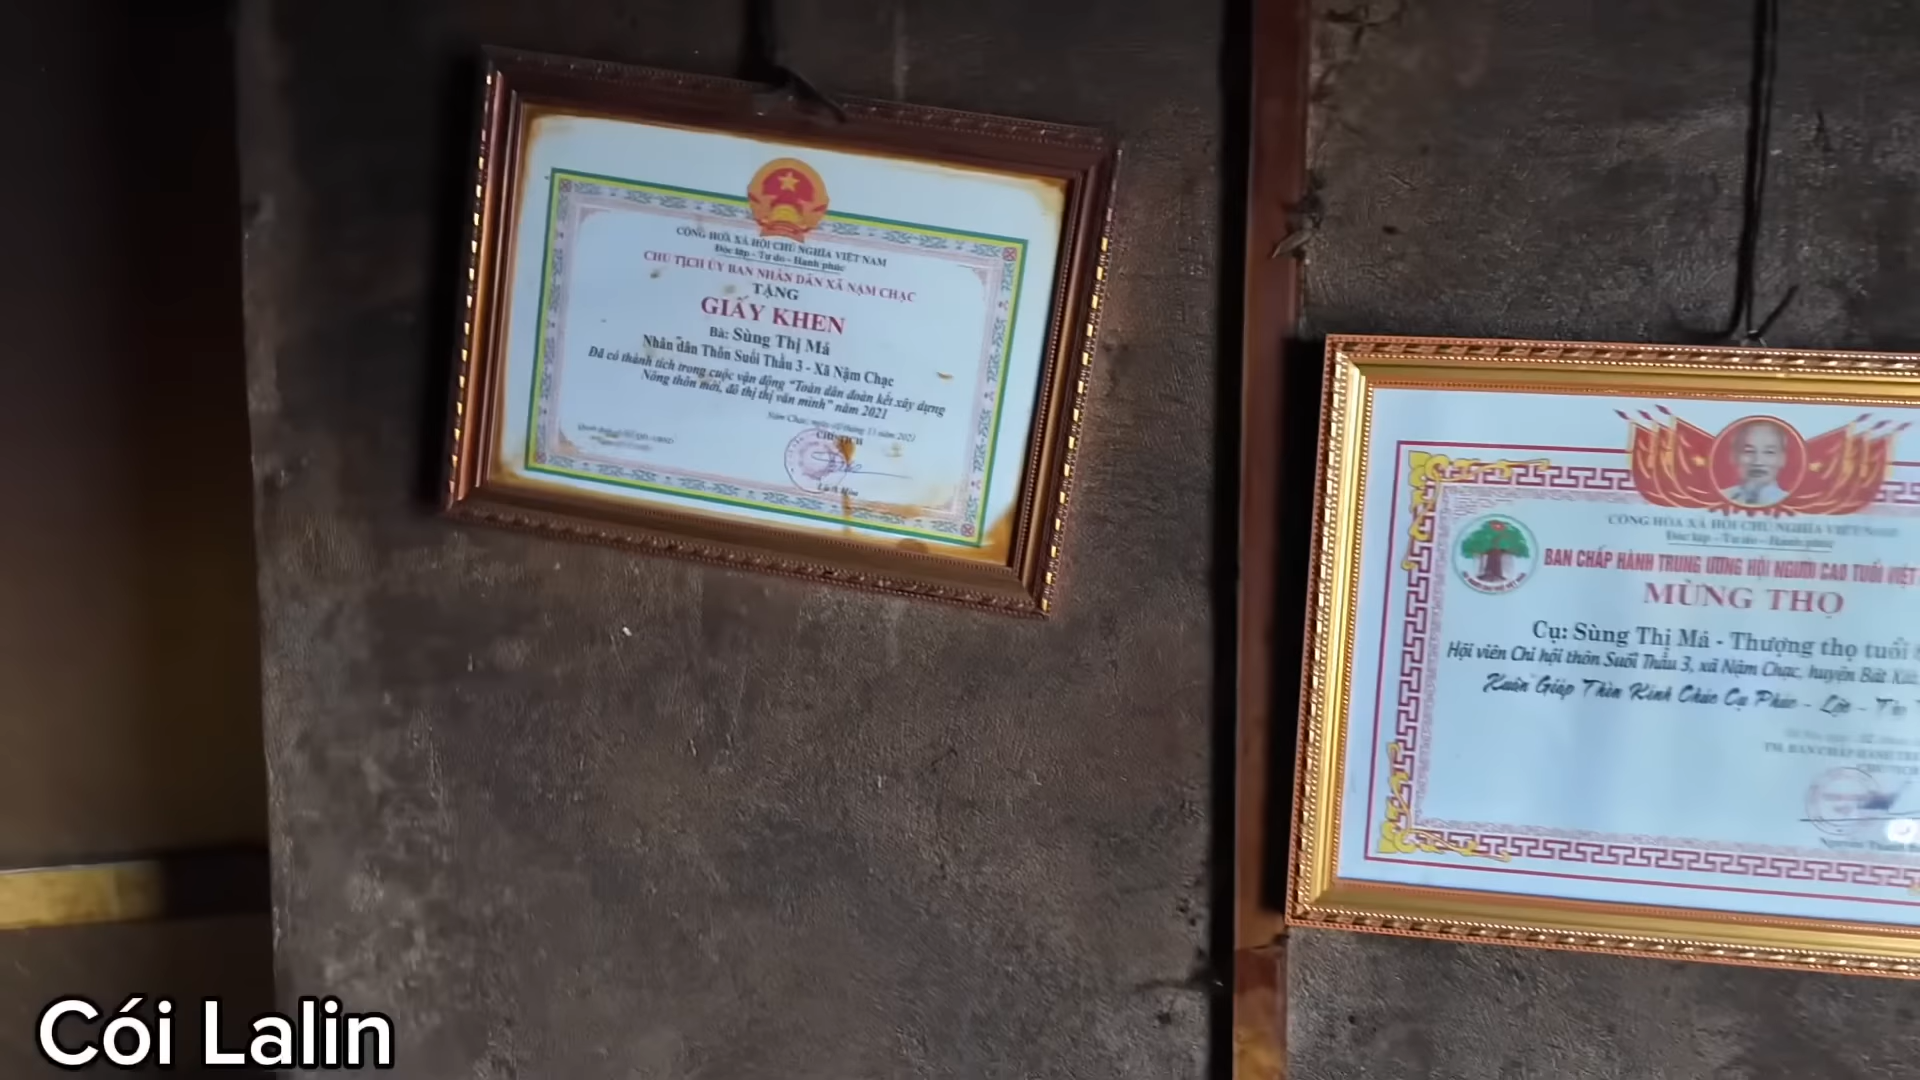 CỘNG HÒA XÃ HỘI CHỦ NGHĨA VIỆT NAM
Độc lập - Tự do - Hạnh phúc
CHỦ TỊCH ỦY BAN NHÂN DÂN XÃ NẬM CHẠC
TẶNG
GIẤY KHEN
Bà: Sùng Thị Má
Nhân dân Thôn Suối Thầu 3 - Xã Nậm Chạc
Đã có thành tích trong cuộc vận động "Toàn dân đoàn kết xây dựng
Nông thôn mới, đô thị thị văn minh" năm 2021
CHỦ TỊCH
CỘNG HÒA XÃ HỘI CHỦ NGHĨA VIỆT NAM
Độc lập - Tự do - Hạnh phúc
BAN CHẤP HÀNH TRUNG ƯƠNG HỘI NGƯỜI CAO TUỔI VIỆT
MỪNG THỌ
Cụ: Sùng Thị Má - Thượng thọ tuổi
Hội viên Chi hội thôn Suối Thầu 3, xã Nậm Chạc, huyện Bát
Xuân Giáp Thìn Kính Chúc Cụ Phúc - Lộc - Thọ
Cói Lalin